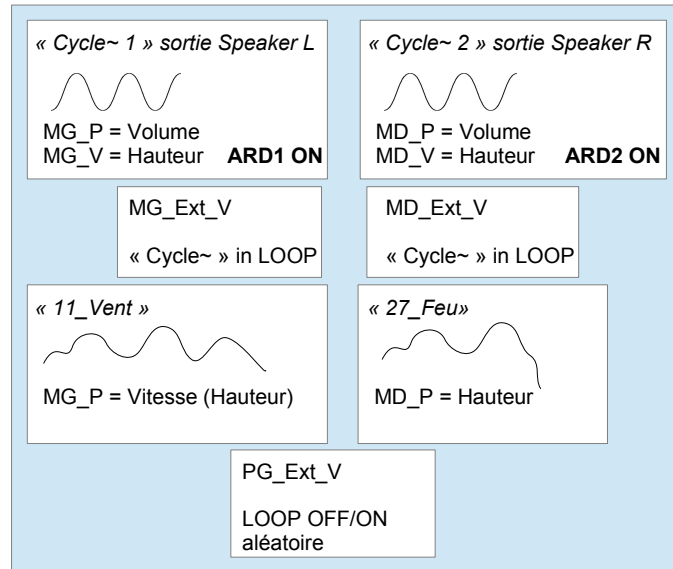 « Cycle~ 1 » sortie Speaker L
MG_P = Volume
MG_V = Hauteur ARD1 ON
« Cycle~ 2 » sortie Speaker R
MD_P = Volume
MD_V = Hauteur ARD2 ON
MG_Ext_V
« Cycle~ » in LOOP
MD_Ext_V
« Cycle~ » in LOOP
« 11_Vent »
MG_P = Vitesse (Hauteur)
« 27_Feu»
MD_P = Hauteur
PG_Ext_V
LOOP OFF/ON
aléatoire